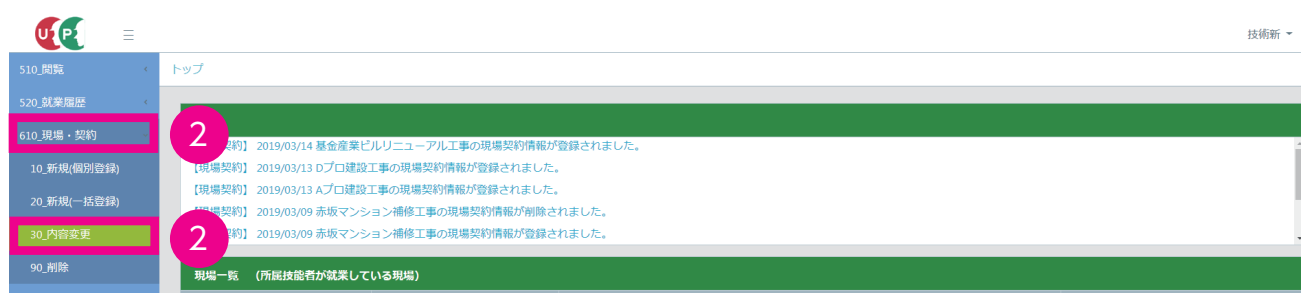 UP
技術新
510_閲覧
トップ
520_就業履歴
610_現場・契約
2
契約】 2019/03/14 基金産業ビルリニューアル工事の現場契約情報が登録されました。
10_新規(個別登録)
【現場契約】 2019/03/13 Dプロ建設工事の現場契約情報が登録されました。
【現場契約】 2019/03/13 Aプロ建設工事の現場契約情報が登録されました。
20_新規(一括登録)
現場契約】 2019/03/09 赤坂マンション補修工事の現場契約情報が削除されました。
30_内容変更
2
契約】 2019/03/09 赤坂マンション補修工事の現場契約情報が登録されました。
90_削除
現場一覧 (所属技能者が就業している現場)